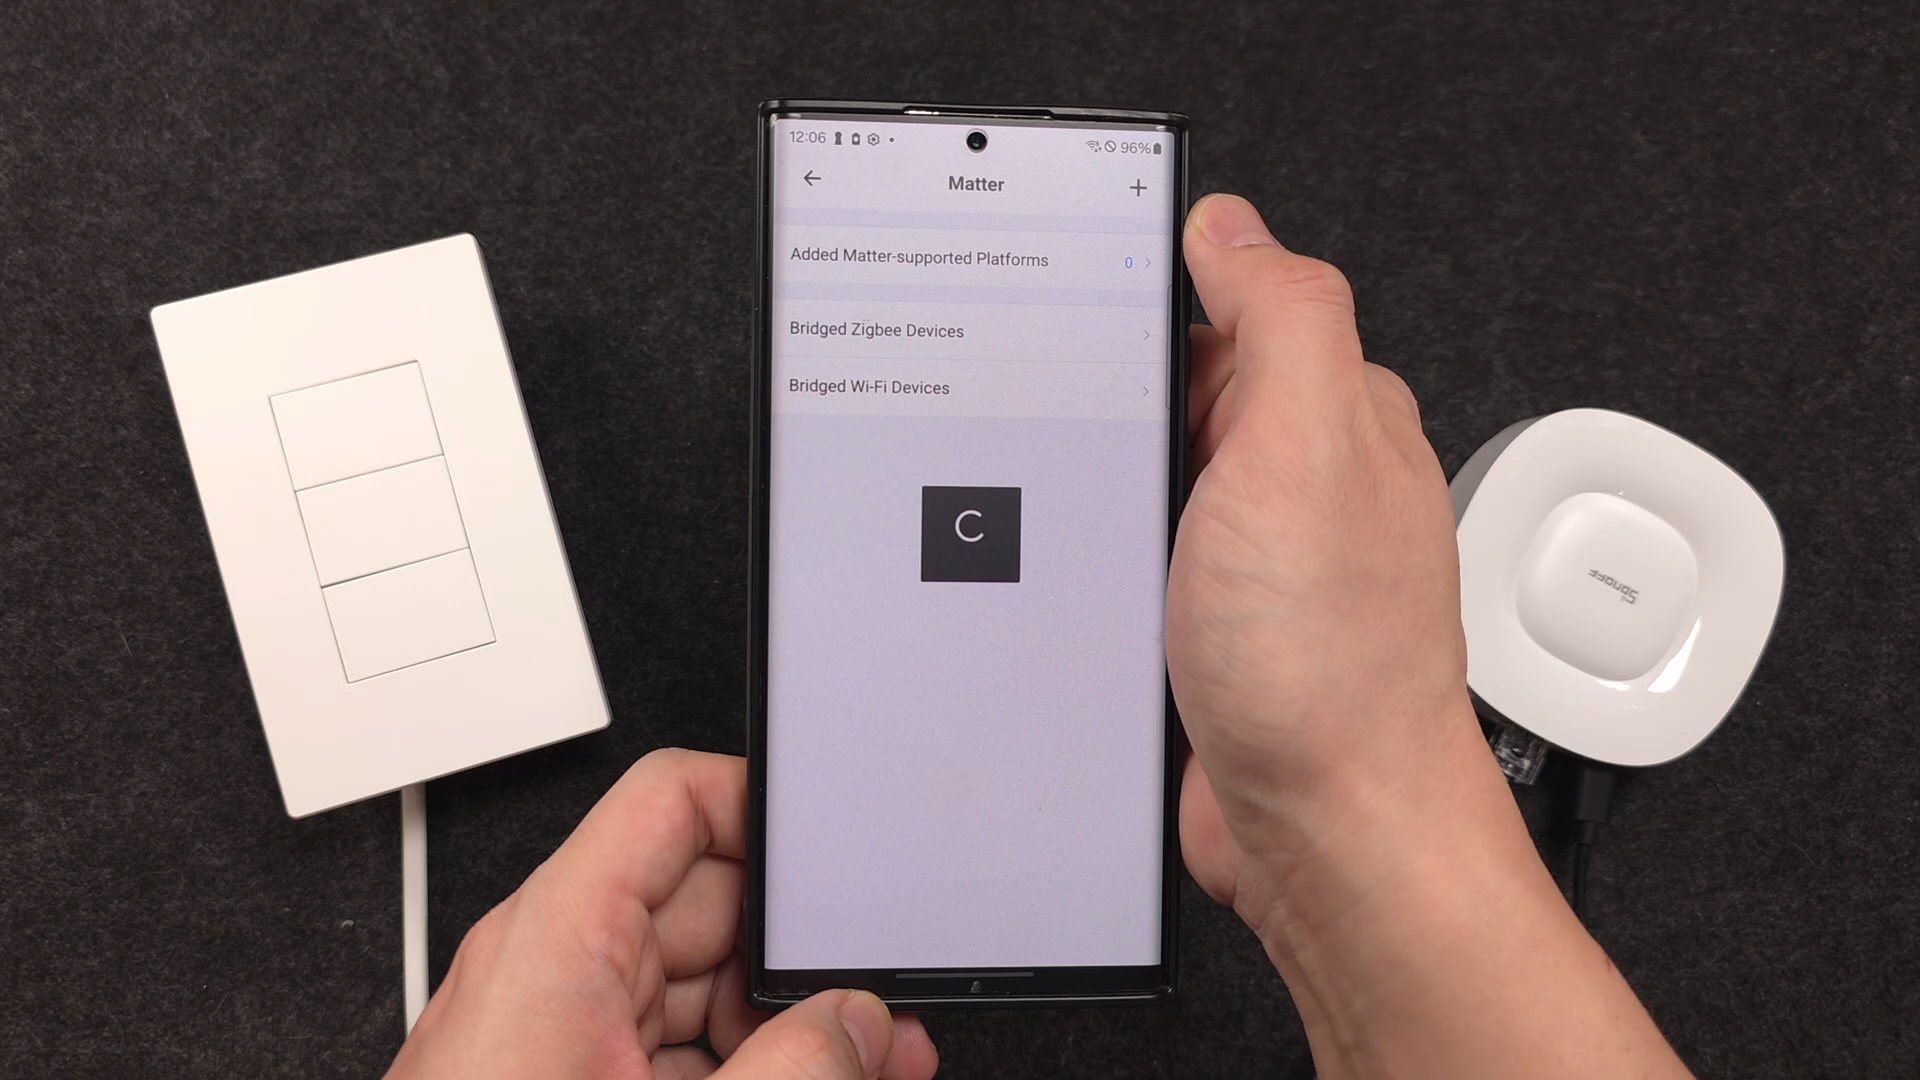 12:06
96%
Matter
Added Matter-supported Platforms 0
Bridged Zigbee Devices
Bridged Wi-Fi Devices
SONOFF